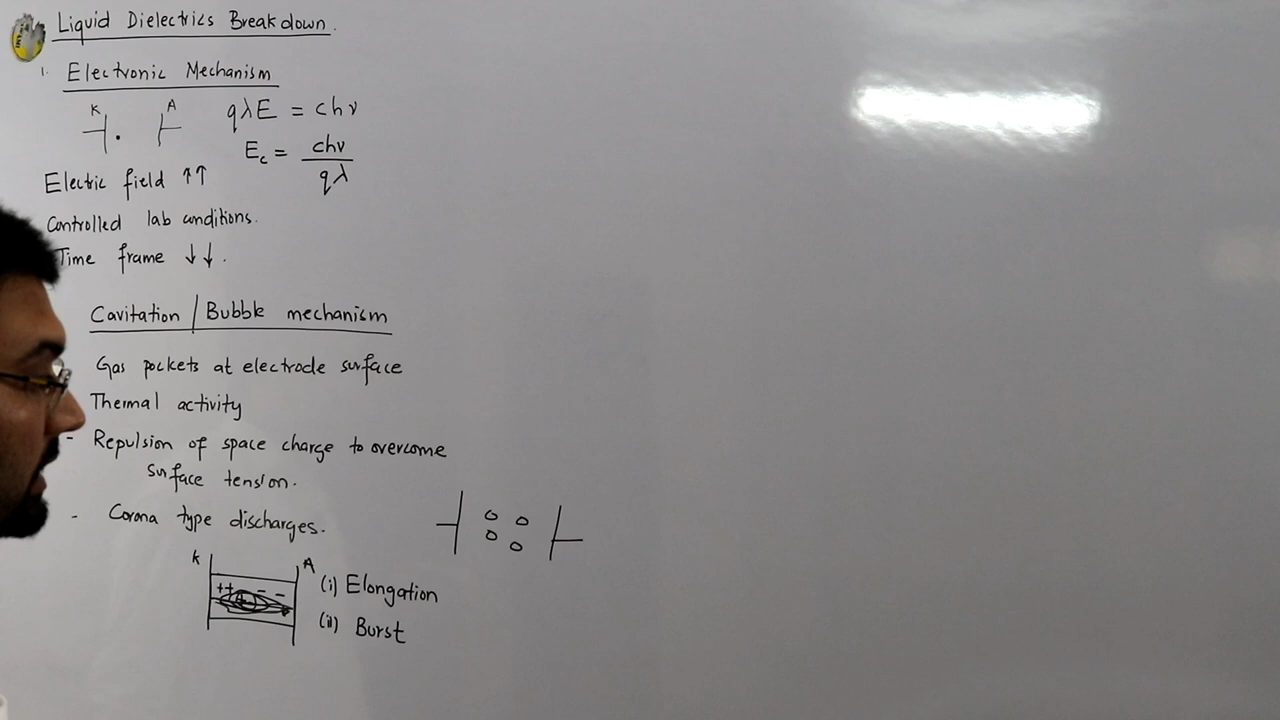 Liquid Dielectrics Breakdown.
1. Electronic Mechanism
K A qλE = chν
Ec = chν / qλ
Electric field ↑↑
Controlled lab conditions.
Time frame ↓↓.
Cavitation / Bubble mechanism
Gas pockets at electrode surface
Thermal activity
- Repulsion of space charge to overcome
surface tension.
- Corona type discharges.
K A
++ - -
(i) Elongation
(ii) Burst